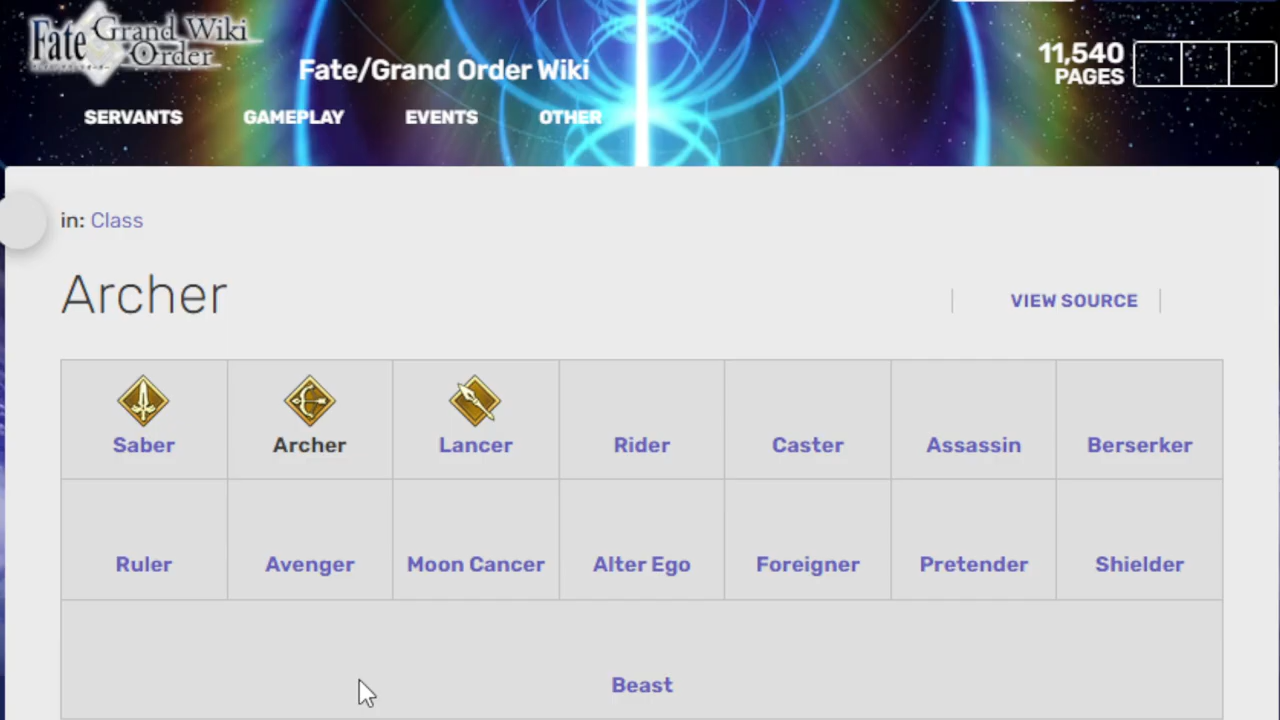 Fate Grand Wiki
Order
Fate/Grand Order Wiki
11,540
PAGES
SERVANTS GAMEPLAY EVENTS OTHER
in: Class
Archer
VIEW SOURCE
Saber Archer Lancer Rider Caster Assassin Berserker
Ruler Avenger Moon Cancer Alter Ego Foreigner Pretender Shielder
Beast